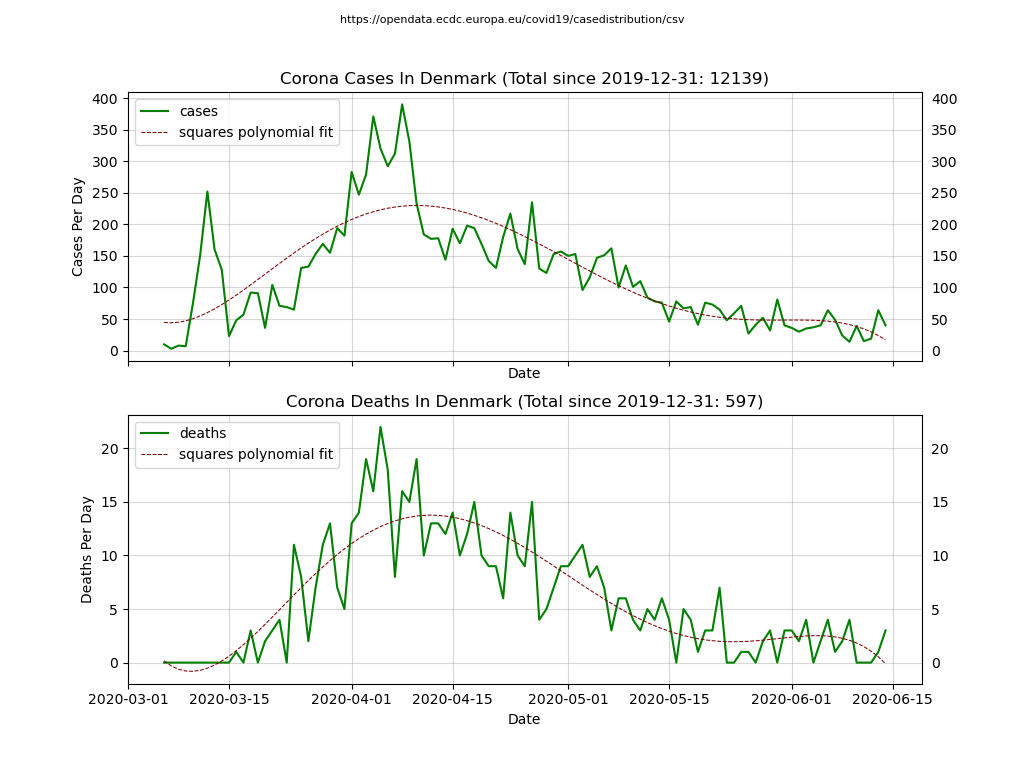 https://opendata.ecdc.europa.eu/covid19/casedistribution/csv
Corona Cases In Denmark (Total since 2019-12-31: 12139)
cases
squares polynomial fit
Cases Per Day
400
350
300
250
200
150
100
50
0
400
350
300
250
200
150
100
50
0
Date
Corona Deaths In Denmark (Total since 2019-12-31: 597)
deaths
squares polynomial fit
Deaths Per Day
20
15
10
5
0
20
15
10
5
0
2020-03-01 2020-03-15 2020-04-01 2020-04-15 2020-05-01 2020-05-15 2020-06-01 2020-06-15
Date